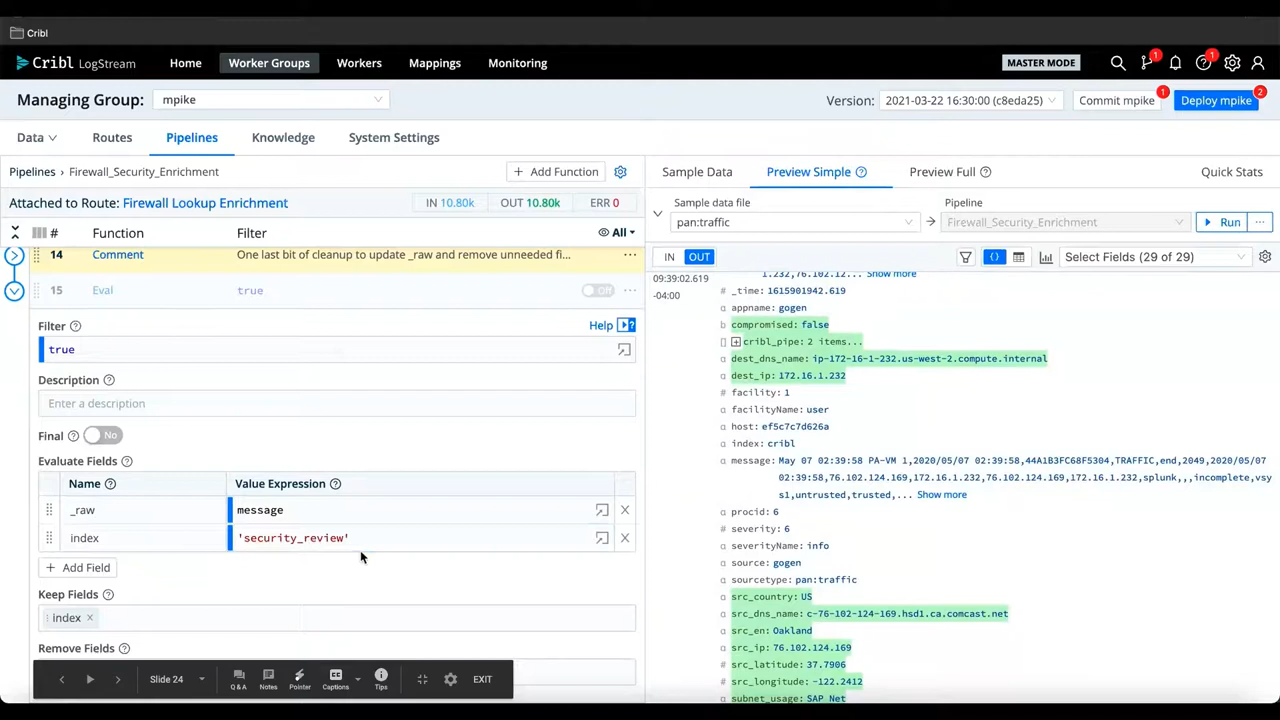 Cribl
Cribl LogStream
Home
Worker Groups
Workers
Mappings
Monitoring
MASTER MODE
1
1
Managing Group:
mpike
Version:
2021-03-22 16:30:00 (c8eda25)
Commit mpike
1
Deploy mpike
2
Data
Routes
Pipelines
Knowledge
System Settings
Pipelines › Firewall_Security_Enrichment
+ Add Function
Attached to Route: Firewall Lookup Enrichment
IN 10.80k
OUT 10.80k
ERR 0
#
Function
Filter
All
14
Comment
One last bit of cleanup to update _raw and remove unneeded fi...
...
15
Eval
true
Off
...
Filter
Help
true
Description
Enter a description
Final
No
Evaluate Fields
Name
Value Expression
_raw
message
index
'security_review'
+ Add Field
Keep Fields
index ×
Remove Fields
Slide 24
Q & A
Notes
Pointer
Captions
Tips
EXIT
Sample Data
Preview Simple
Preview Full
Quick Stats
Sample data file
Pipeline
pan:traffic
Firewall_Security_Enrichment
Run
...
IN
OUT
Select Fields (29 of 29)
09:39:02.619
-04:00
1.232,76.102.12... Show more
# _time: 1615901942.619
a appname: gogen
b compromised: false
[] cribl_pipe: 2 items...
a dest_dns_name: ip-172-16-1-232.us-west-2.compute.internal
a dest_ip: 172.16.1.232
# facility: 1
a facilityName: user
a host: ef5c7c7d626a
a index: cribl
a message: May 07 02:39:58 PA-VM 1,2020/05/07 02:39:58,44A1B3FC68F5304,TRAFFIC,end,2049,2020/05/07
02:39:58,76.102.124.169,172.16.1.232,76.102.124.169,172.16.1.232,splunk,,,incomplete,vsy
s1,untrusted,trusted,... Show more
a procid: 6
# severity: 6
a severityName: info
a source: gogen
a sourcetype: pan:traffic
a src_country: US
a src_dns_name: c-76-102-124-169.hsd1.ca.comcast.net
a src_en: Oakland
a src_ip: 76.102.124.169
# src_latitude: 37.7906
# src_longitude: -122.2412
a subnet_usage: SAP Net